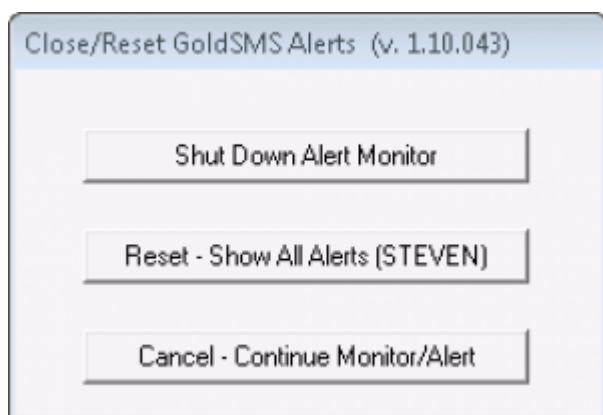 Close/Reset GoldSMS Alerts (v. 1.10.043)
Shut Down Alert Monitor
Reset - Show All Alerts (STEVEN)
Cancel - Continue Monitor/Alert